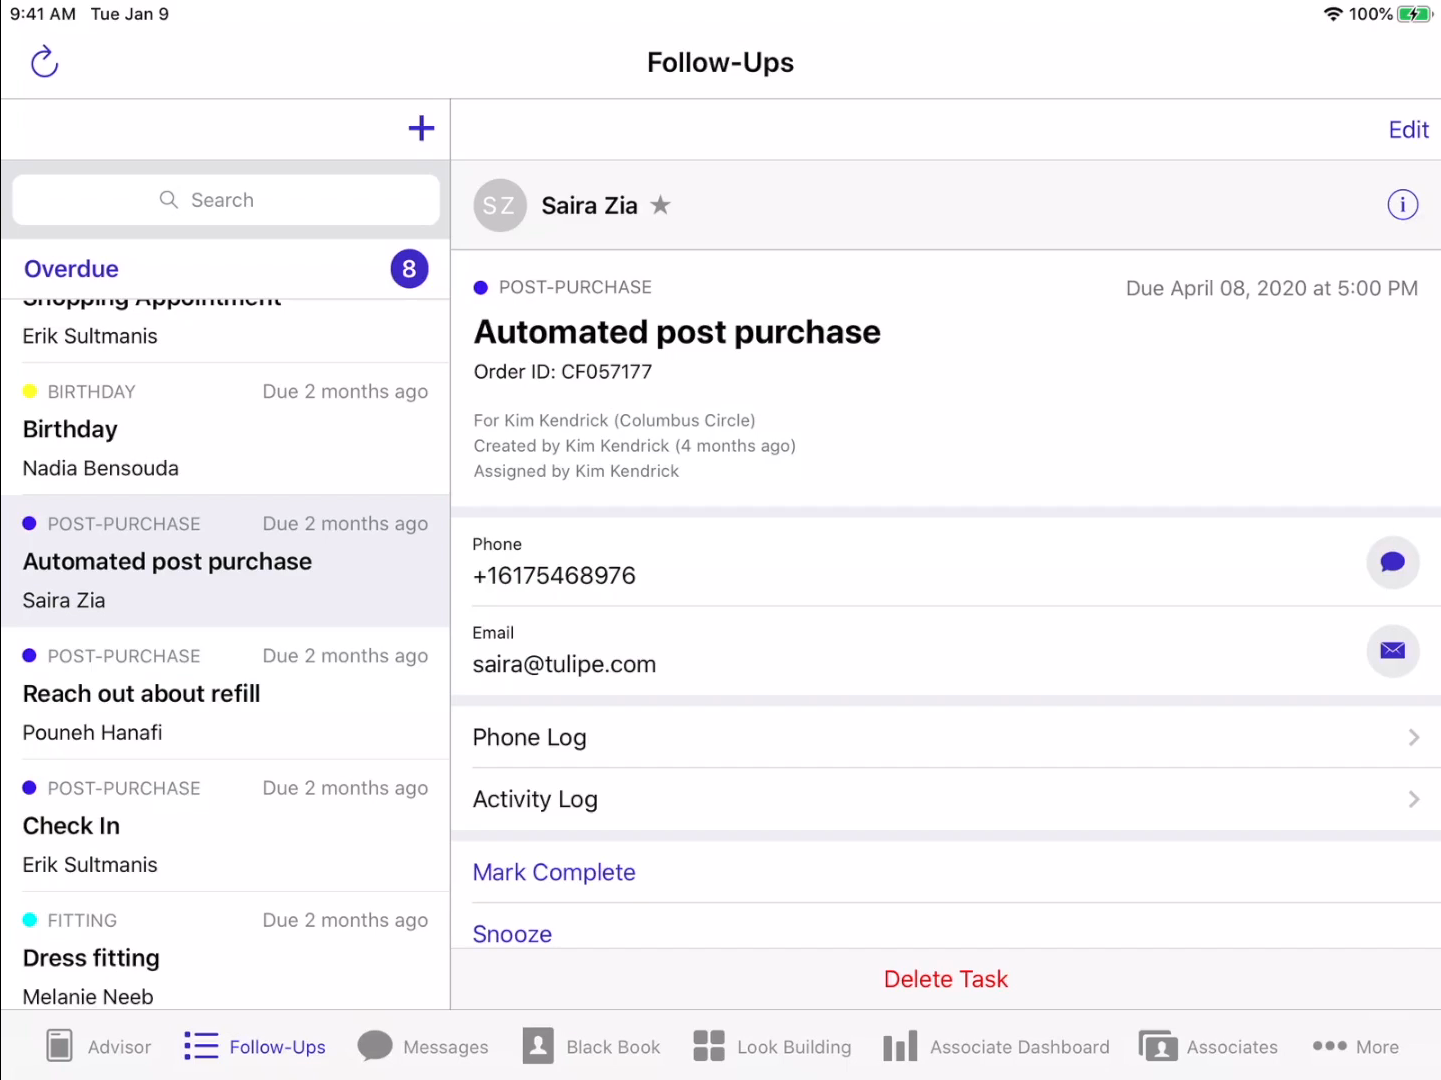 9:41 AM Tue Jan 9
100%
Follow-Ups
Edit
Search
Overdue 8
Shopping Appointment
Erik Sultmanis
BIRTHDAY Due 2 months ago
Birthday
Nadia Bensouda
POST-PURCHASE Due 2 months ago
Automated post purchase
Saira Zia
POST-PURCHASE Due 2 months ago
Reach out about refill
Pouneh Hanafi
POST-PURCHASE Due 2 months ago
Check In
Erik Sultmanis
FITTING Due 2 months ago
Dress fitting
Melanie Neeb
SZ Saira Zia
POST-PURCHASE Due April 08, 2020 at 5:00 PM
Automated post purchase
Order ID: CF057177
For Kim Kendrick (Columbus Circle)
Created by Kim Kendrick (4 months ago)
Assigned by Kim Kendrick
Phone
+16175468976
Email
saira@tulipe.com
Phone Log
Activity Log
Mark Complete
Snooze
Delete Task
Advisor Follow-Ups Messages Black Book Look Building Associate Dashboard Associates More